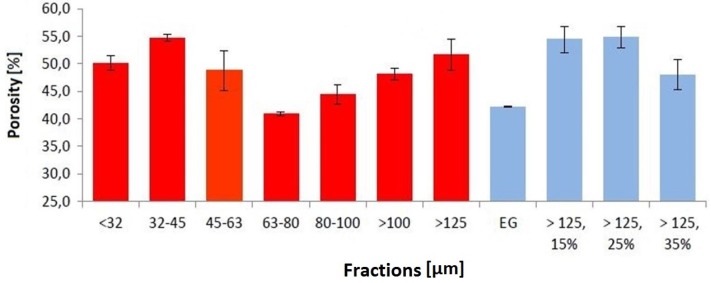 60,0
55,0
50,0
45,0
40,0
35,0
30,0
25,0
Porosity [%]
<32 32-45 45-63 63-80 80-100 >100 >125 EG > 125, 15% > 125, 25% > 125, 35%
Fractions [µm]